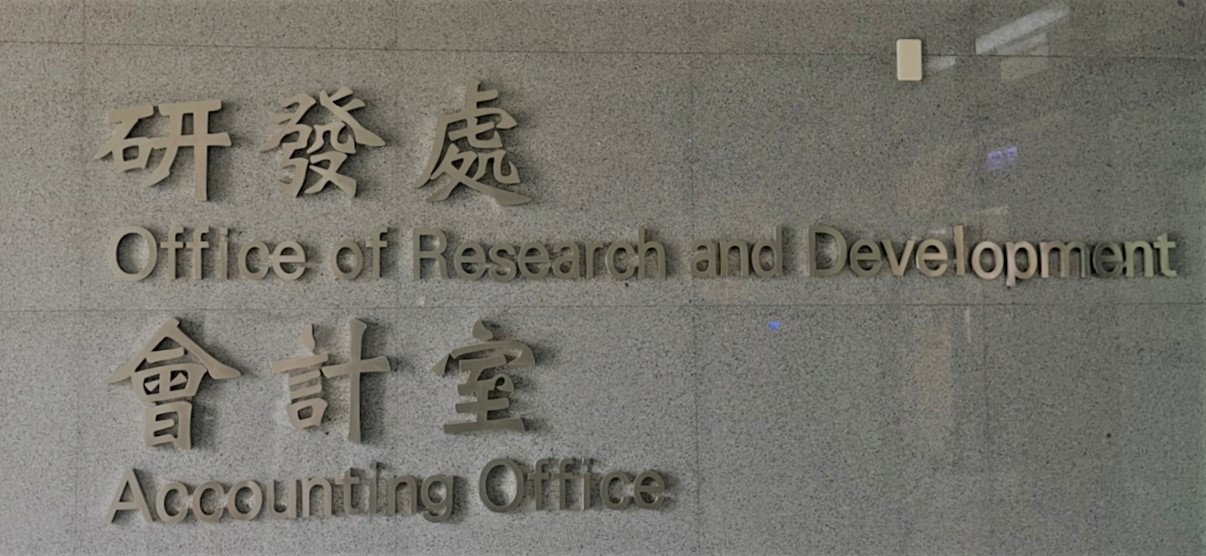 研發處
Office of Research and Development
會計室
Accounting Office